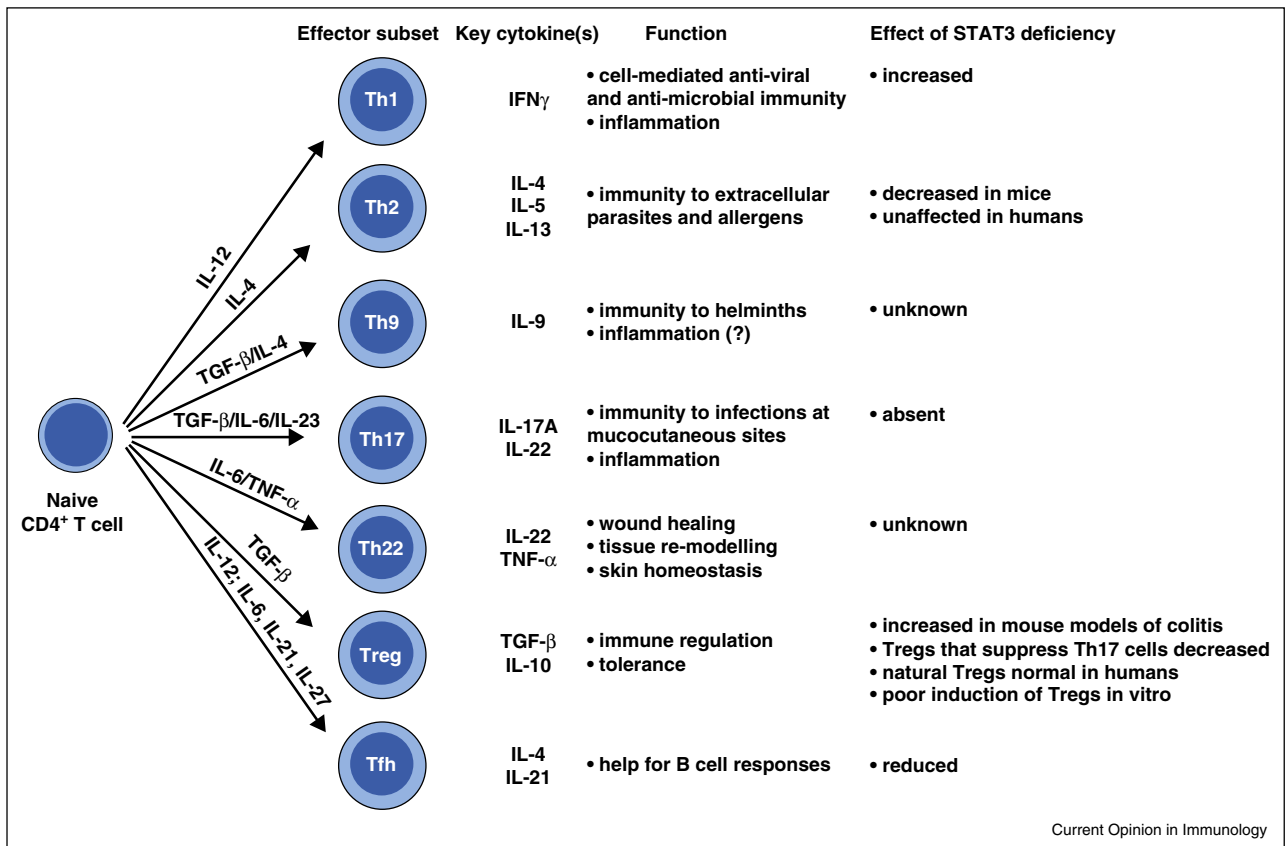 Effector subset Key cytokine(s) Function Effect of STAT3 deficiency
Th1
IFNγ
• cell-mediated anti-viral
and anti-microbial immunity
• inflammation
• increased
IL-12
Th2
IL-4
IL-5
IL-13
• immunity to extracellular
parasites and allergens
• decreased in mice
• unaffected in humans
IL-4
Th9
IL-9
• immunity to helminths
• inflammation (?)
• unknown
TGF-β/IL-4
Th17
IL-17A
IL-22
• immunity to infections at
mucocutaneous sites
• inflammation
• absent
TGF-β/IL-6/IL-23
Naive
CD4⁺ T cell
IL-6/TNF-α
Th22
IL-22
TNF-α
• wound healing
• tissue re-modelling
• skin homeostasis
• unknown
TGF-β
Treg
TGF-β
IL-10
• immune regulation
• tolerance
• increased in mouse models of colitis
• Tregs that suppress Th17 cells decreased
• natural Tregs normal in humans
• poor induction of Tregs in vitro
IL-12; IL-6, IL-21, IL-27
Tfh
IL-4
IL-21
• help for B cell responses
• reduced
Current Opinion in Immunology